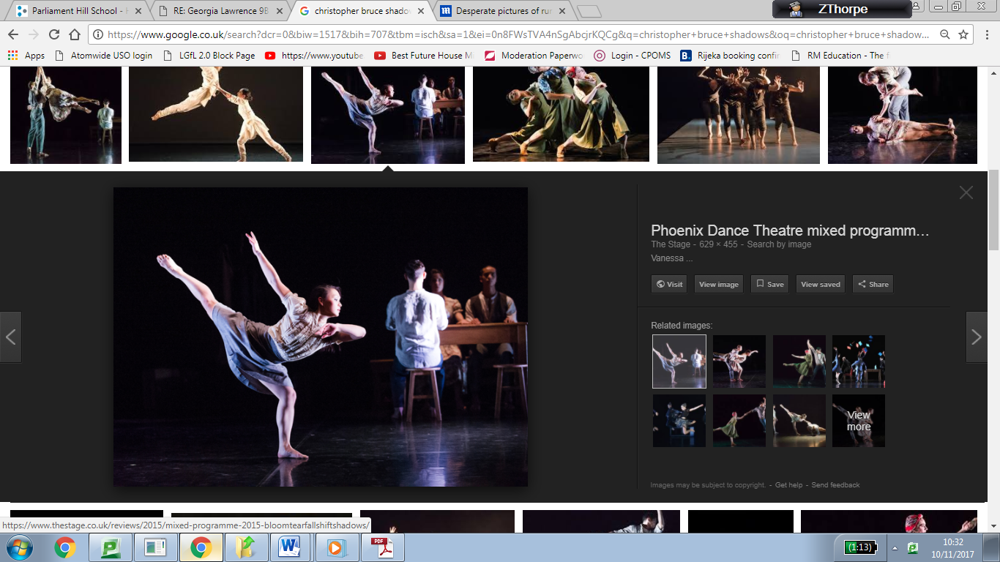 Parliament Hill School - H
RE: Georgia Lawrence 9B
christopher bruce shadow
Desperate pictures of ru
ZThorpe
https://www.google.co.uk/search?dcr=0&biw=1517&bih=707&tbm=isch&sa=1&ei=0n8FWsTVA4nSgAbcjrKQCg&q=christopher+bruce+shadows&oq=christopher+bruce+shadow...
Apps
Atomwide USO login
LGfL 2.0 Block Page
https://www.youtube
Best Future House M
Moderation Paperwo
Login - CPOMS
Rijeka booking confir
RM Education - The f
Phoenix Dance Theatre mixed programm...
The Stage - 629 × 455 - Search by image
Vanessa ...
Visit
View image
Save
View saved
Share
Related images:
View
more
Images may be subject to copyright. - Get help - Send feedback
https://www.thestage.co.uk/reviews/2015/mixed-programme-2015-bloomtearfallshiftshadows/
PDF
(1:13)
10:32
10/11/2017